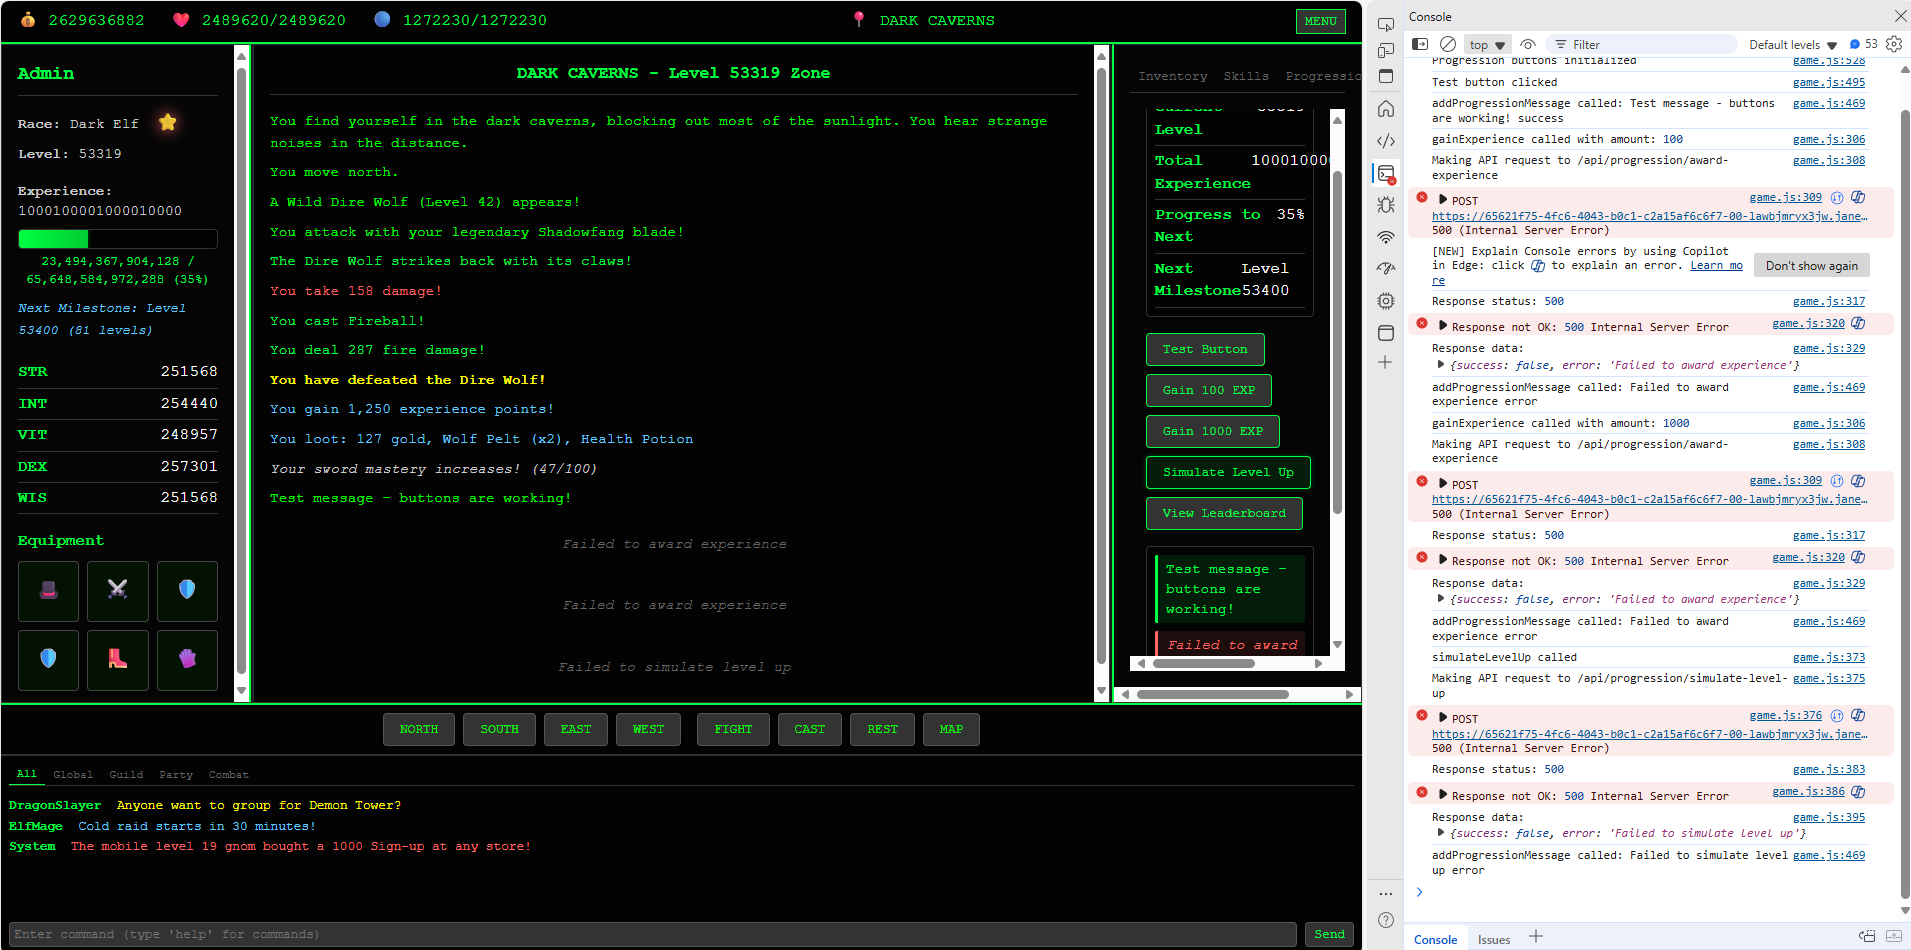 2629636882 2489620/2489620 1272230/1272230 DARK CAVERNS MENU
Admin
Race: Dark Elf
Level: 53319
Experience:
1000100001000010000
23,494,367,904,128 /
65,648,584,972,288 (35%)
Next Milestone: Level
53400 (81 levels)
STR 251568
INT 254440
VIT 248957
DEX 257301
WIS 251568
Equipment
DARK CAVERNS - Level 53319 Zone
You find yourself in the dark caverns, blocking out most of the sunlight. You hear strange
noises in the distance.
You move north.
A Wild Dire Wolf (Level 42) appears!
You attack with your legendary Shadowfang blade!
The Dire Wolf strikes back with its claws!
You take 158 damage!
You cast Fireball!
You deal 287 fire damage!
You have defeated the Dire Wolf!
You gain 1,250 experience points!
You loot: 127 gold, Wolf Pelt (x2), Health Potion
Your sword mastery increases! (47/100)
Test message - buttons are working!
Failed to award experience
Failed to award experience
Failed to simulate level up
Inventory Skills Progressio
Level
Total 1000100
Experience
Progress to 35%
Next
Next Level
Milestone 53400
Test Button
Gain 100 EXP
Gain 1000 EXP
Simulate Level Up
View Leaderboard
Test message -
buttons are
working!
Failed to award
NORTH SOUTH EAST WEST FIGHT CAST REST MAP
All Global Guild Party Combat
DragonSlayer Anyone want to group for Demon Tower?
ElfMage Cold raid starts in 30 minutes!
System The mobile level 19 gnom bought a 1000 Sign-up at any store!
Enter command (type 'help' for commands) Send
Console
top Filter Default levels 53
Progression buttons initialized game.js:528
Test button clicked game.js:495
addProgressionMessage called: Test message - buttons game.js:469
are working! success
gainExperience called with amount: 100 game.js:306
Making API request to /api/progression/award- game.js:308
experience
POST game.js:309
https://65621f75-4fc6-4043-b0c1-c2a15af6c6f7-00-lawbjmryx3jw.jane…
500 (Internal Server Error)
[NEW] Explain Console errors by using Copilot
in Edge: click to explain an error. Learn mo
re
Don't show again
Response status: 500 game.js:317
Response not OK: 500 Internal Server Error game.js:320
Response data: game.js:329
{success: false, error: 'Failed to award experience'}
addProgressionMessage called: Failed to award game.js:469
experience error
gainExperience called with amount: 1000 game.js:306
Making API request to /api/progression/award- game.js:308
experience
POST game.js:309
https://65621f75-4fc6-4043-b0c1-c2a15af6c6f7-00-lawbjmryx3jw.jane…
500 (Internal Server Error)
Response status: 500 game.js:317
Response not OK: 500 Internal Server Error game.js:320
Response data: game.js:329
{success: false, error: 'Failed to award experience'}
addProgressionMessage called: Failed to award game.js:469
experience error
simulateLevelUp called game.js:373
Making API request to /api/progression/simulate-level- game.js:375
up
POST game.js:376
https://65621f75-4fc6-4043-b0c1-c2a15af6c6f7-00-lawbjmryx3jw.jane…
500 (Internal Server Error)
Response status: 500 game.js:383
Response not OK: 500 Internal Server Error game.js:386
Response data: game.js:395
{success: false, error: 'Failed to simulate level up'}
addProgressionMessage called: Failed to simulate level game.js:469
up error
Console Issues